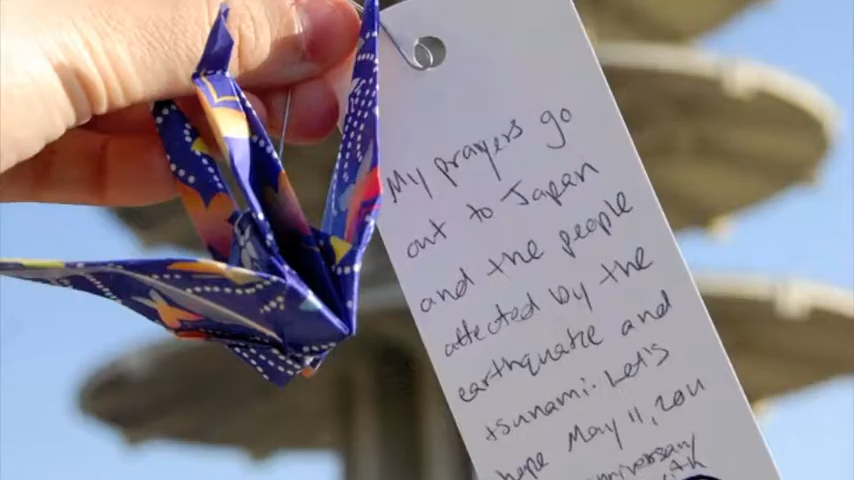 My prayers go
out to Japan
and the people
affected by the
earthquake and
tsunami. Let's
hope May 11, 2011
anniversary